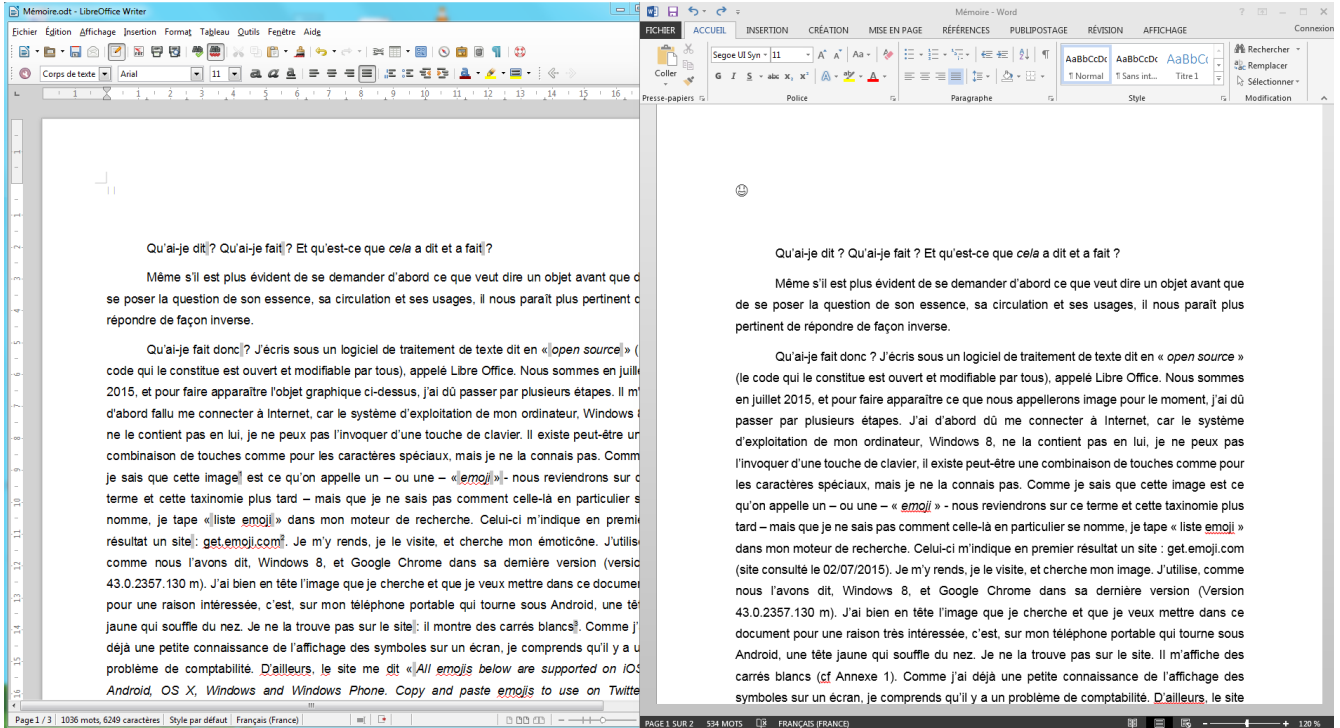 Mémoire.odt - LibreOffice Writer
Fichier Édition Affichage Insertion Format Tableau Outils Fenêtre Aide
Corps de texte Arial 11
1 1 2 3 4 5 6 7 8 9 10 11 12 13 14 15 16
Qu'ai-je dit ? Qu'ai-je fait ? Et qu'est-ce que cela a dit et a fait ?
Même s'il est plus évident de se demander d'abord ce que veut dire un objet avant que d
se poser la question de son essence, sa circulation et ses usages, il nous paraît plus pertinent d
répondre de façon inverse.
Qu'ai-je fait donc ? J'écris sous un logiciel de traitement de texte dit en « open source » (
code qui le constitue est ouvert et modifiable par tous), appelé Libre Office. Nous sommes en juille
2015, et pour faire apparaître l'objet graphique ci-dessus, j'ai dû passer par plusieurs étapes. Il m'
d'abord fallu me connecter à Internet, car le système d'exploitation de mon ordinateur, Windows 8
ne le contient pas en lui, je ne peux pas l'invoquer d'une touche de clavier. Il existe peut-être un
combinaison de touches comme pour les caractères spéciaux, mais je ne la connais pas. Comm
je sais que cette image¹ est ce qu'on appelle un – ou une – « emoji » - nous reviendrons sur c
terme et cette taxinomie plus tard – mais que je ne sais pas comment celle-là en particulier s
nomme, je tape « liste emoji » dans mon moteur de recherche. Celui-ci m'indique en premie
résultat un site : get.emoji.com². Je m'y rends, je le visite, et cherche mon émoticône. J'utilise
comme nous l'avons dit, Windows 8, et Google Chrome dans sa dernière version (versio
43.0.2357.130 m). J'ai bien en tête l'image que je cherche et que je veux mettre dans ce documen
pour une raison intéressée, c'est, sur mon téléphone portable qui tourne sous Android, une têt
jaune qui souffle du nez. Je ne la trouve pas sur le site : il montre des carrés blancs³. Comme j'
déjà une petite connaissance de l'affichage des symboles sur un écran, je comprends qu'il y a u
problème de comptabilité. D'ailleurs, le site me dit « All emojis below are supported on iOS
Android, OS X, Windows and Windows Phone. Copy and paste emojis to use on Twitte
Page 1 / 3 1036 mots, 6249 caractères Style par défaut Français (France)
Mémoire - Word
Connexion
FICHIER ACCUEIL INSERTION CRÉATION MISE EN PAGE RÉFÉRENCES PUBLIPOSTAGE RÉVISION AFFICHAGE
Coller
Segoe UI Syn 11
G I S abc x₂ x²
AaBbCcDc AaBbCcDc AaBbC
¶ Normal ¶ Sans int... Titre 1
Rechercher
Remplacer
Sélectionner
Presse-papiers Police Paragraphe Style Modification
Qu'ai-je dit ? Qu'ai-je fait ? Et qu'est-ce que cela a dit et a fait ?
Même s'il est plus évident de se demander d'abord ce que veut dire un objet avant que
de se poser la question de son essence, sa circulation et ses usages, il nous paraît plus
pertinent de répondre de façon inverse.
Qu'ai-je fait donc ? J'écris sous un logiciel de traitement de texte dit en « open source »
(le code qui le constitue est ouvert et modifiable par tous), appelé Libre Office. Nous sommes
en juillet 2015, et pour faire apparaître ce que nous appellerons image pour le moment, j'ai dû
passer par plusieurs étapes. J'ai d'abord dû me connecter à Internet, car le système
d'exploitation de mon ordinateur, Windows 8, ne la contient pas en lui, je ne peux pas
l'invoquer d'une touche de clavier, il existe peut-être une combinaison de touches comme pour
les caractères spéciaux, mais je ne la connais pas. Comme je sais que cette image est ce
qu'on appelle un – ou une – « emoji » - nous reviendrons sur ce terme et cette taxinomie plus
tard – mais que je ne sais pas comment celle-là en particulier se nomme, je tape « liste emoji »
dans mon moteur de recherche. Celui-ci m'indique en premier résultat un site : get.emoji.com
(site consulté le 02/07/2015). Je m'y rends, je le visite, et cherche mon image. J'utilise, comme
nous l'avons dit, Windows 8, et Google Chrome dans sa dernière version (Version
43.0.2357.130 m). J'ai bien en tête l'image que je cherche et que je veux mettre dans ce
document pour une raison très intéressée, c'est, sur mon téléphone portable qui tourne sous
Android, une tête jaune qui souffle du nez. Je ne la trouve pas sur le site. Il m'affiche des
carrés blancs (cf Annexe 1). Comme j'ai déjà une petite connaissance de l'affichage des
symboles sur un écran, je comprends qu'il y a un problème de comptabilité. D'ailleurs, le site
PAGE 1 SUR 2 534 MOTS FRANÇAIS (FRANCE) 120 %